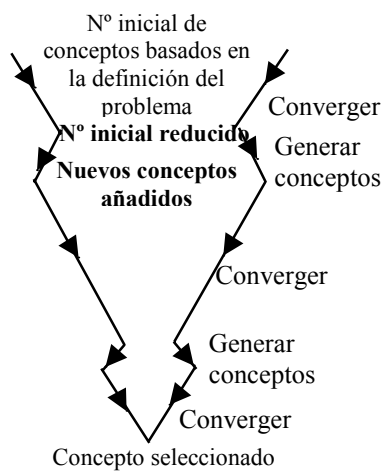 Nº inicial de
conceptos basados en
la definición del
problema
Converger
Nº inicial reducido
Generar
conceptos
Nuevos conceptos
añadidos
Converger
Generar
conceptos
Converger
Concepto seleccionado